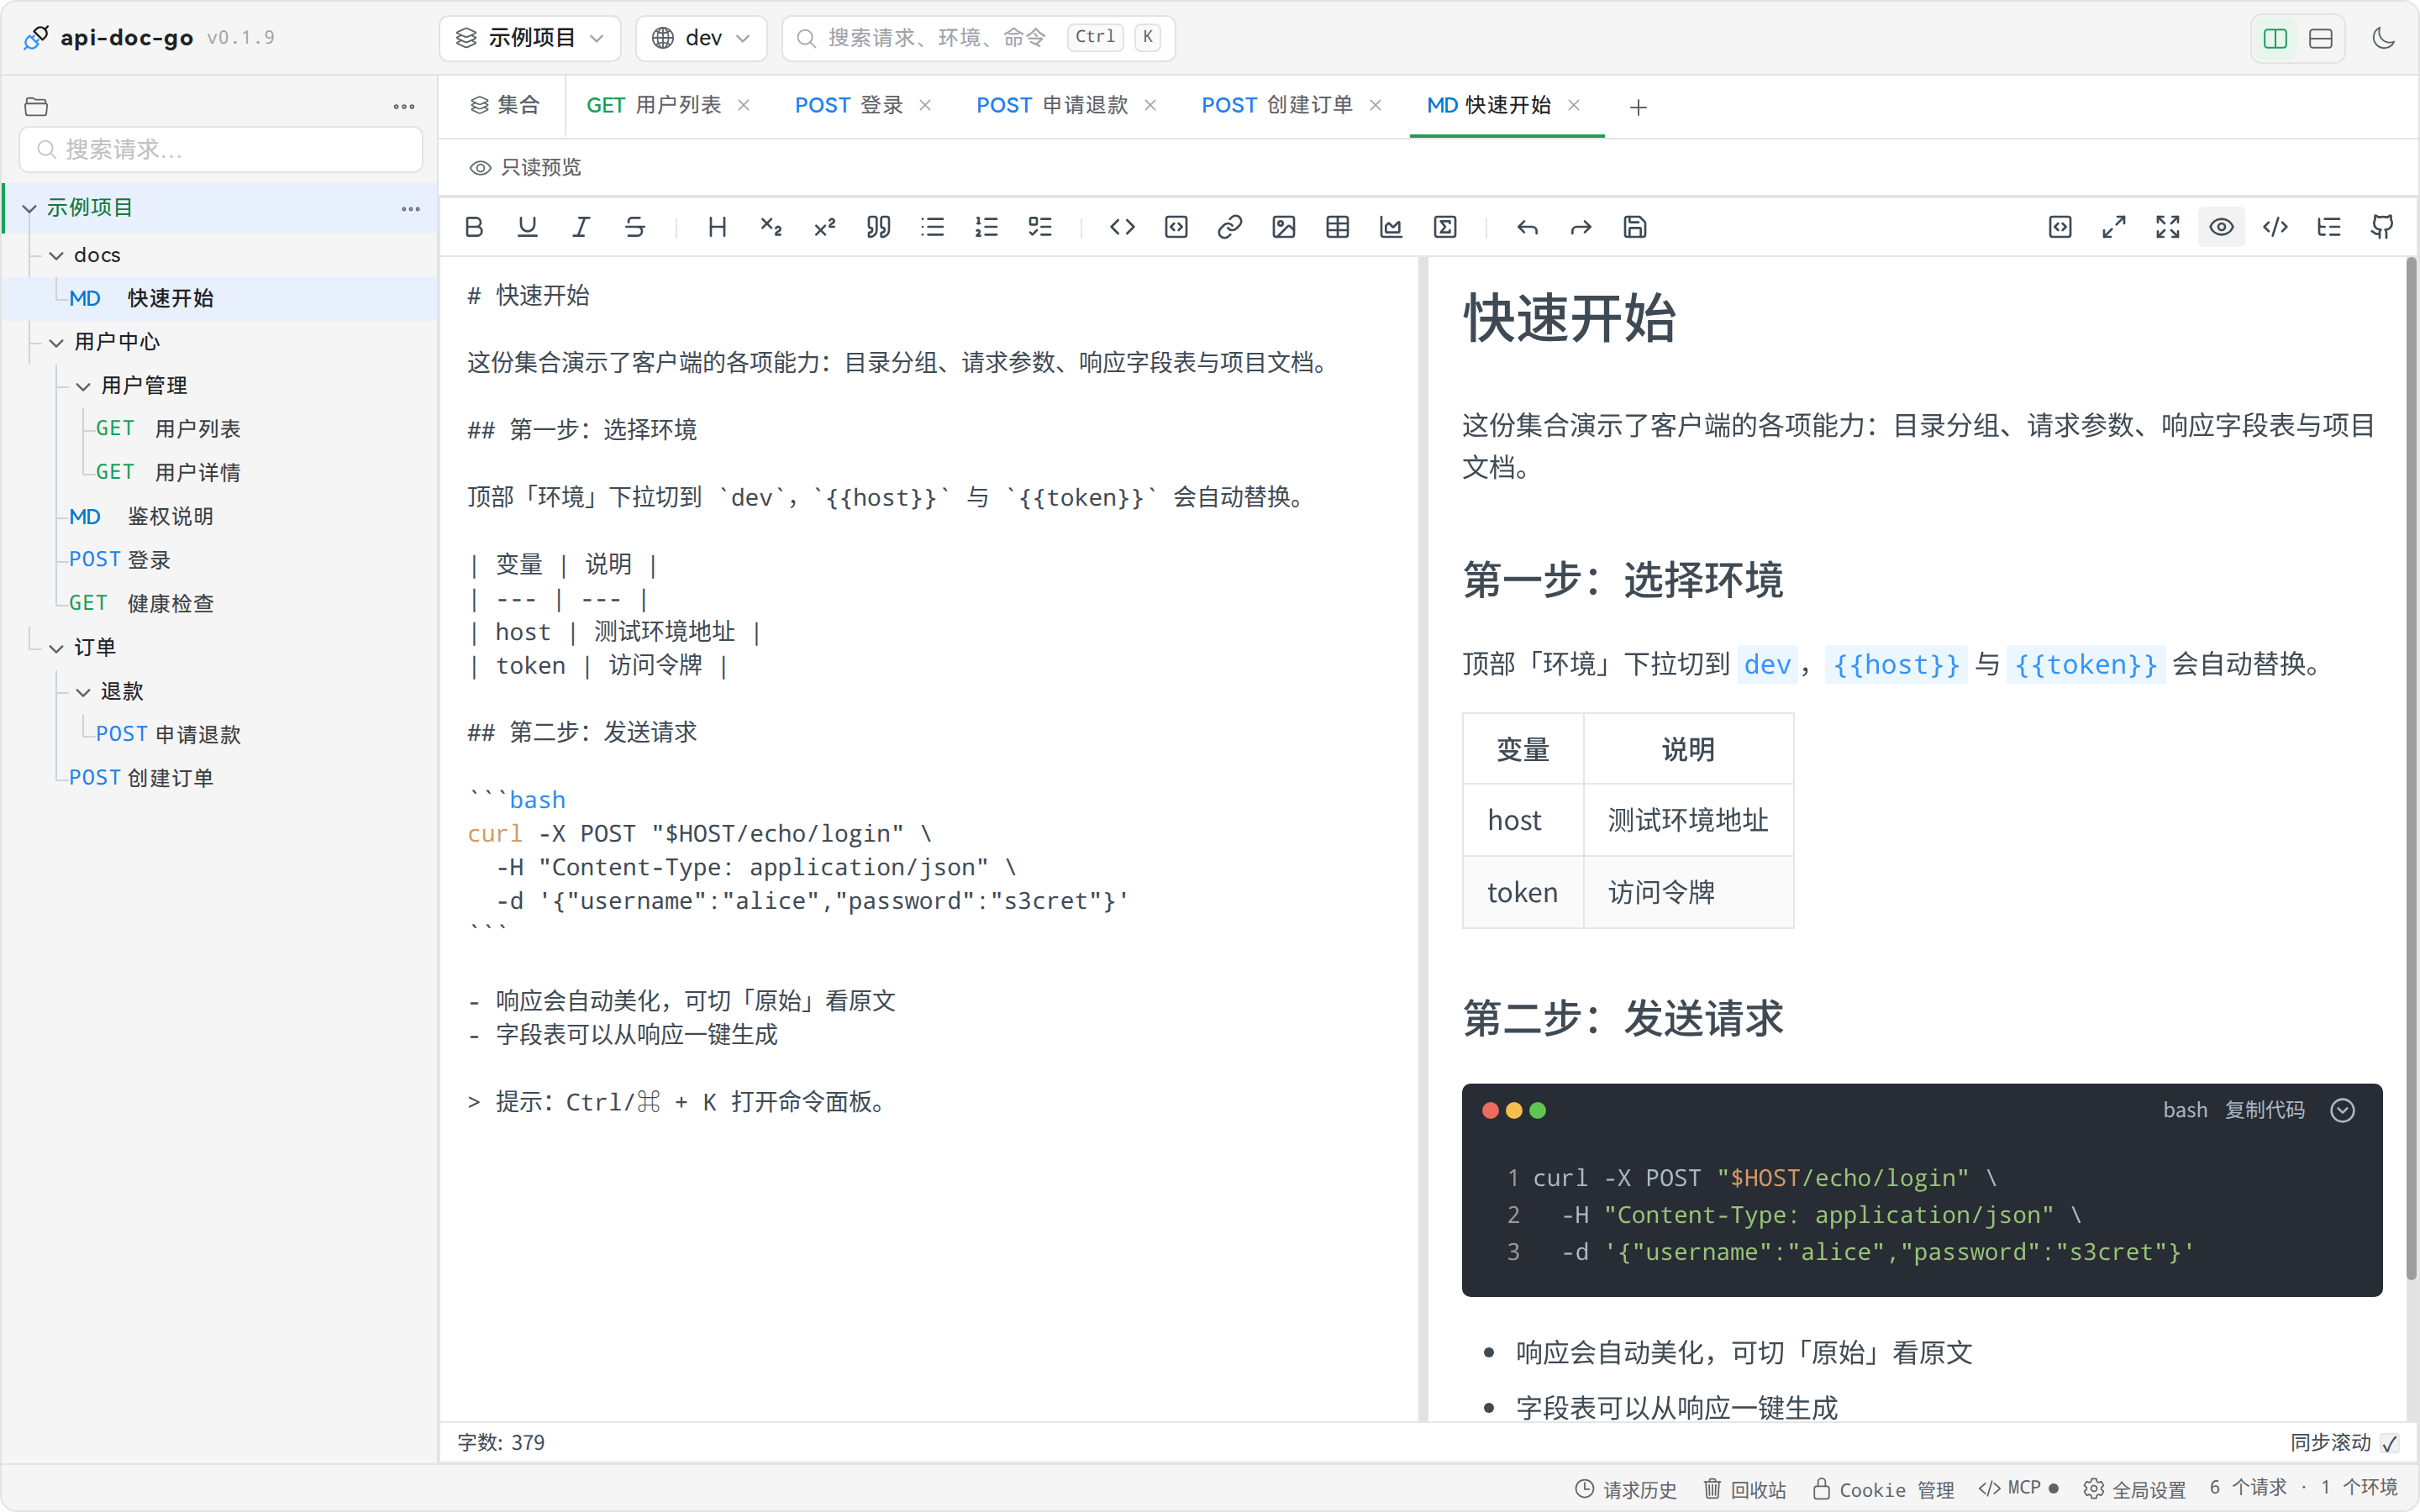 api-doc-go v0.1.9
示例项目
dev
搜索请求、环境、命令 Ctrl K
搜索请求...
示例项目
docs
MD 快速开始
用户中心
用户管理
GET 用户列表
GET 用户详情
MD 鉴权说明
POST 登录
GET 健康检查
订单
退款
POST 申请退款
POST 创建订单
集合
GET 用户列表
POST 登录
POST 申请退款
POST 创建订单
MD 快速开始
只读预览
# 快速开始
这份集合演示了客户端的各项能力：目录分组、请求参数、响应字段表与项目文档。
## 第一步：选择环境
顶部「环境」下拉切到 `dev`，`{{host}}` 与 `{{token}}` 会自动替换。
| 变量 | 说明 |
| --- | --- |
| host | 测试环境地址 |
| token | 访问令牌 |
## 第二步：发送请求
```bash
curl -X POST "$HOST/echo/login" \
-H "Content-Type: application/json" \
-d '{"username":"alice","password":"s3cret"}'
```
- 响应会自动美化，可切「原始」看原文
- 字段表可以从响应一键生成
> 提示：Ctrl/⌘ + K 打开命令面板。
快速开始
这份集合演示了客户端的各项能力：目录分组、请求参数、响应字段表与项目
文档。
第一步：选择环境
顶部「环境」下拉切到 dev，{{host}} 与 {{token}} 会自动替换。
变量 说明
host 测试环境地址
token 访问令牌
第二步：发送请求
bash 复制代码
1 curl -X POST "$HOST/echo/login" \
2 -H "Content-Type: application/json" \
3 -d '{"username":"alice","password":"s3cret"}'
• 响应会自动美化，可切「原始」看原文
• 字段表可以从响应一键生成
字数: 379
同步滚动
请求历史
回收站
Cookie 管理
MCP
全局设置
6 个请求 · 1 个环境